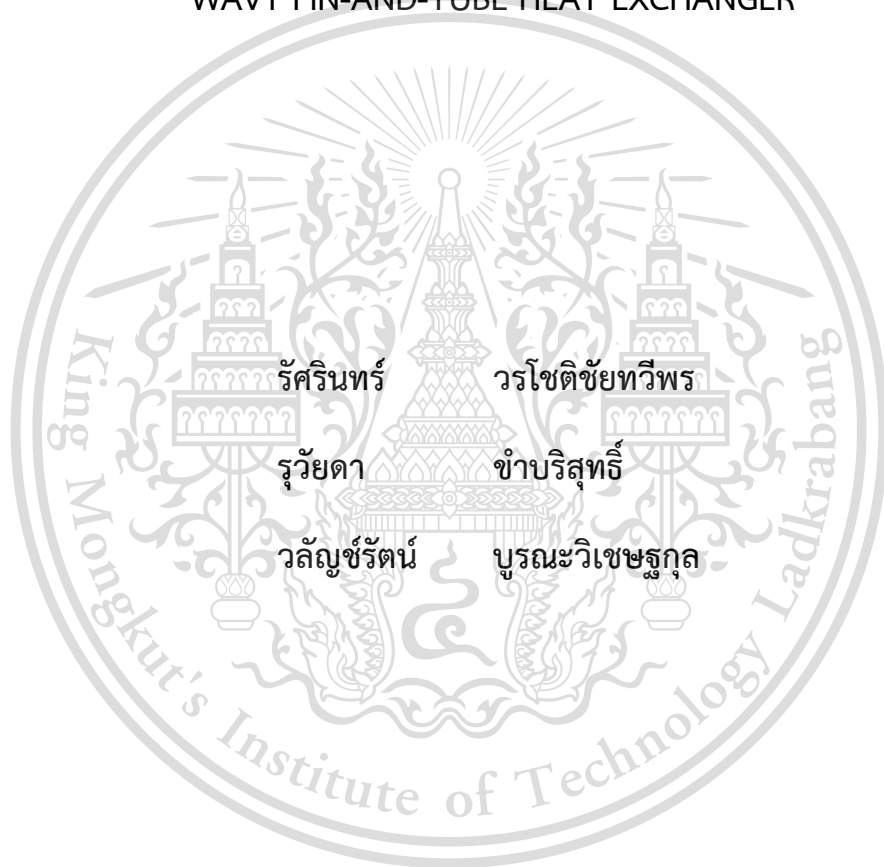 WAVY FIN-AND-TUBE HEAT EXCHANGER
รัศรินทร์ วรโชติชัยทวีพร
รุวัยดา ขำบริสุทธิ์
วลัญช์รัตน์ บูรณะวิเชษฐกุล
King Mongkut's Institute of Technology Ladkrabang